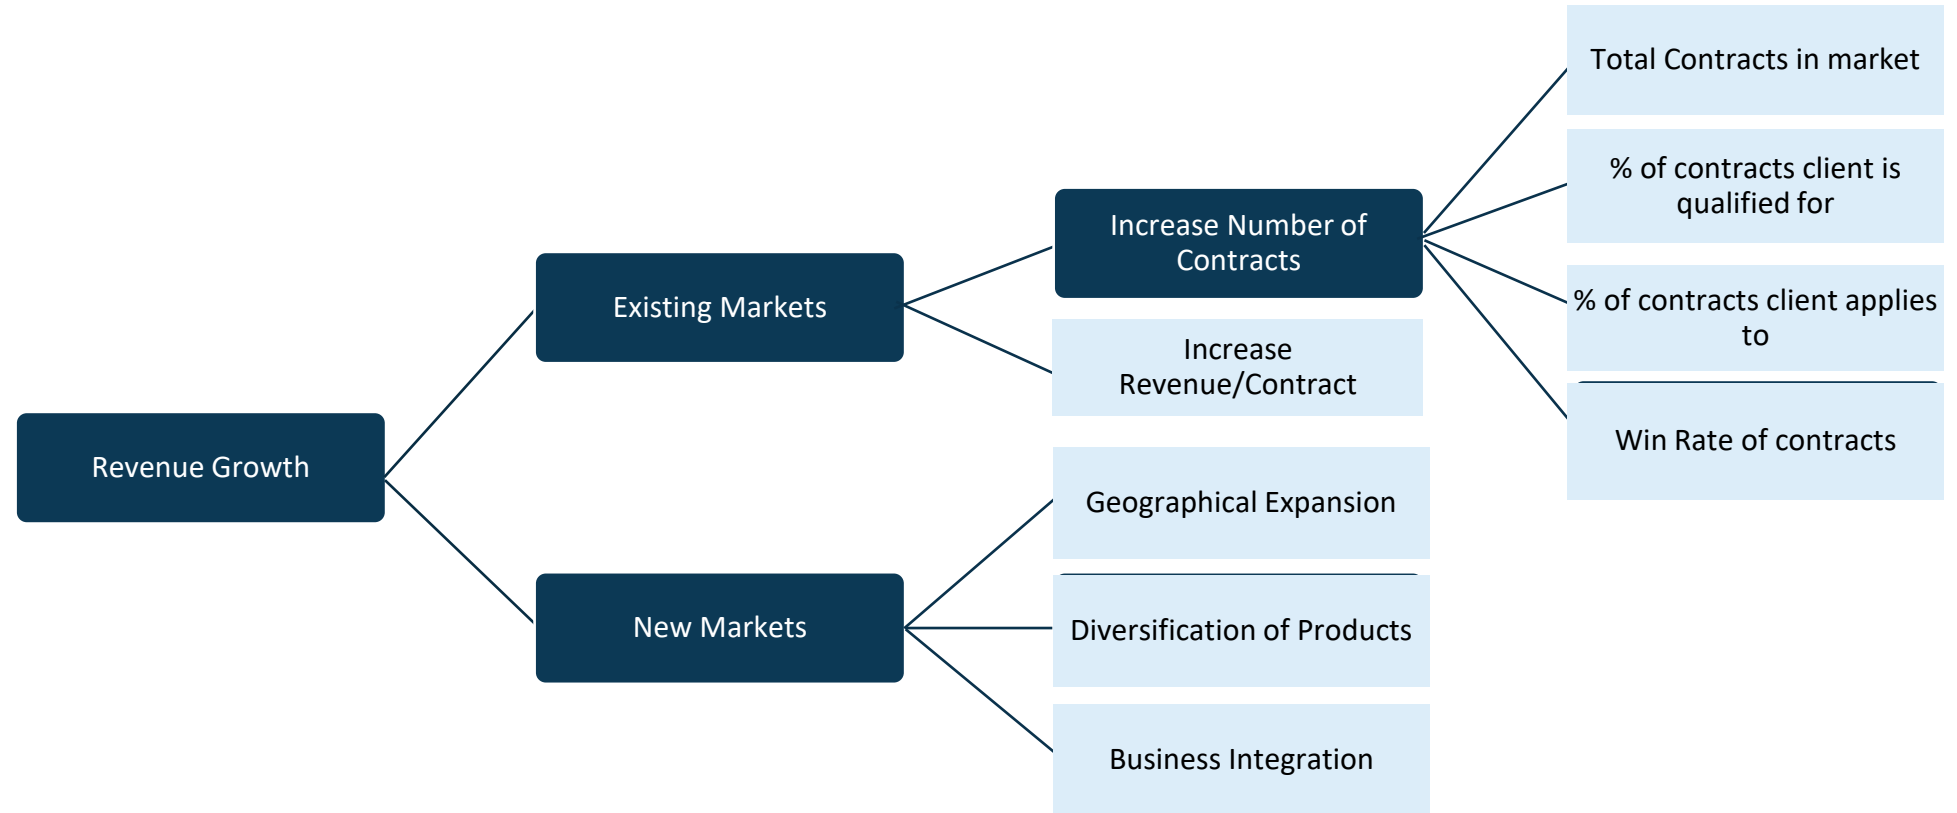 Revenue Growth
Existing Markets
New Markets
Increase Number of
Contracts
Increase
Revenue/Contract
Geographical Expansion
Diversification of Products
Business Integration
Total Contracts in market
% of contracts client is
qualified for
% of contracts client applies
to
Win Rate of contracts